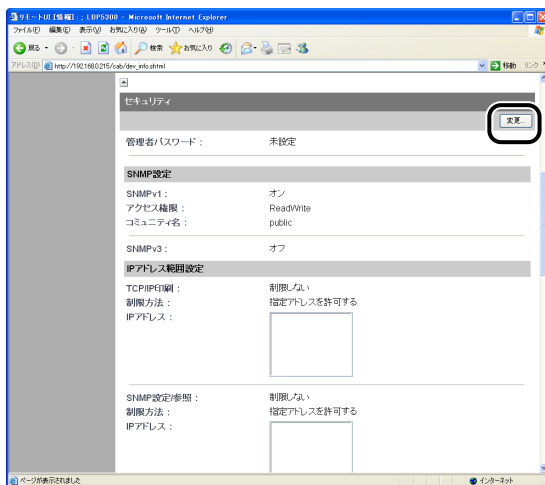 リモートUI [情報] : ; LBP5300 - Microsoft Internet Explorer
ファイル(F) 編集(E) 表示(V) お気に入り(A) ツール(T) ヘルプ(H)
戻る 検索 お気に入り
アドレス(D) http://192.168.0.215/cab/dev_info.shtml 移動 リンク
セキュリティ
変更...
管理者パスワード : 未設定
SNMP設定
SNMPv1 : オン
アクセス権限 : ReadWrite
コミュニティ名 : public
SNMPv3 : オフ
IPアドレス範囲設定
TCP/IP印刷 : 制限しない
制限方法 : 指定アドレスを許可する
IPアドレス :
SNMP設定/参照 : 制限しない
制限方法 : 指定アドレスを許可する
IPアドレス :
ページが表示されました インターネット